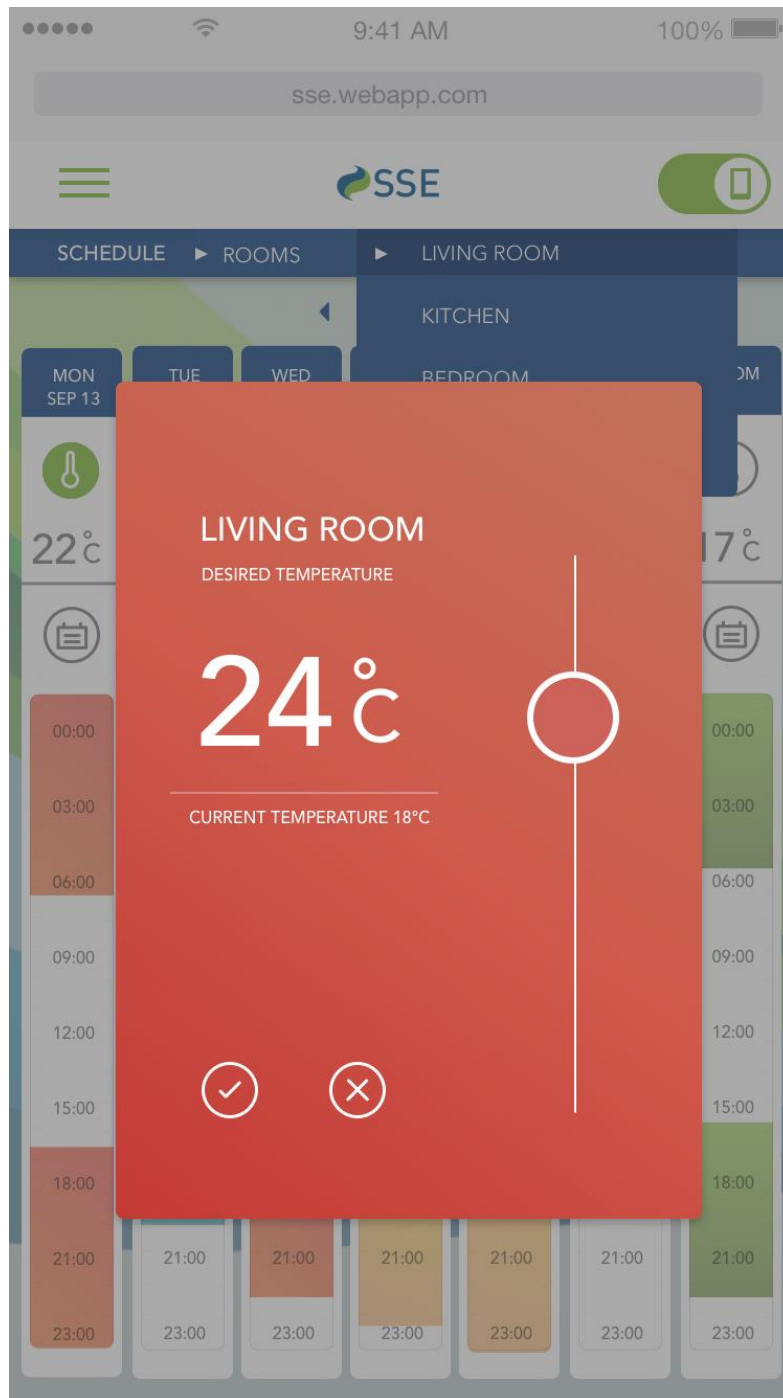 9:41 AM
100%
sse.webapp.com
SSE
SCHEDULE ► ROOMS ► LIVING ROOM
KITCHEN
BEDROOM
MON
SEP 13
TUE
WED
OM
22°C
17°C
LIVING ROOM
DESIRED TEMPERATURE
24°C
CURRENT TEMPERATURE 18°C
00:00 00:00
03:00 03:00
06:00 06:00
09:00 09:00
12:00 12:00
15:00 15:00
18:00 18:00
21:00 21:00 21:00 21:00 21:00 21:00 21:00
23:00 23:00 23:00 23:00 23:00 23:00 23:00